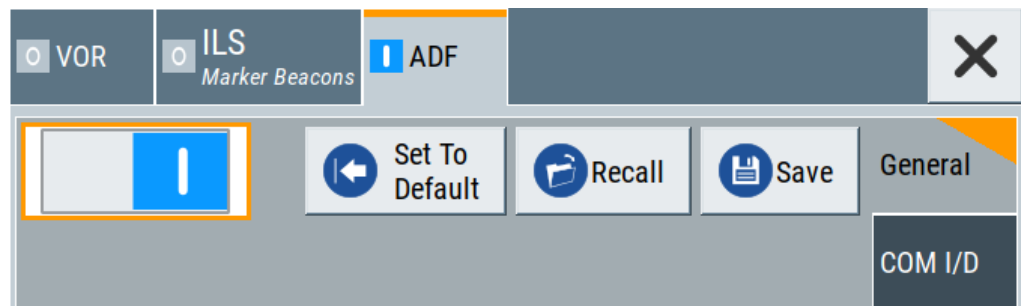 O VOR
O ILS
Marker Beacons
I ADF
I
Set To
Default
Recall
Save
General
COM I/D